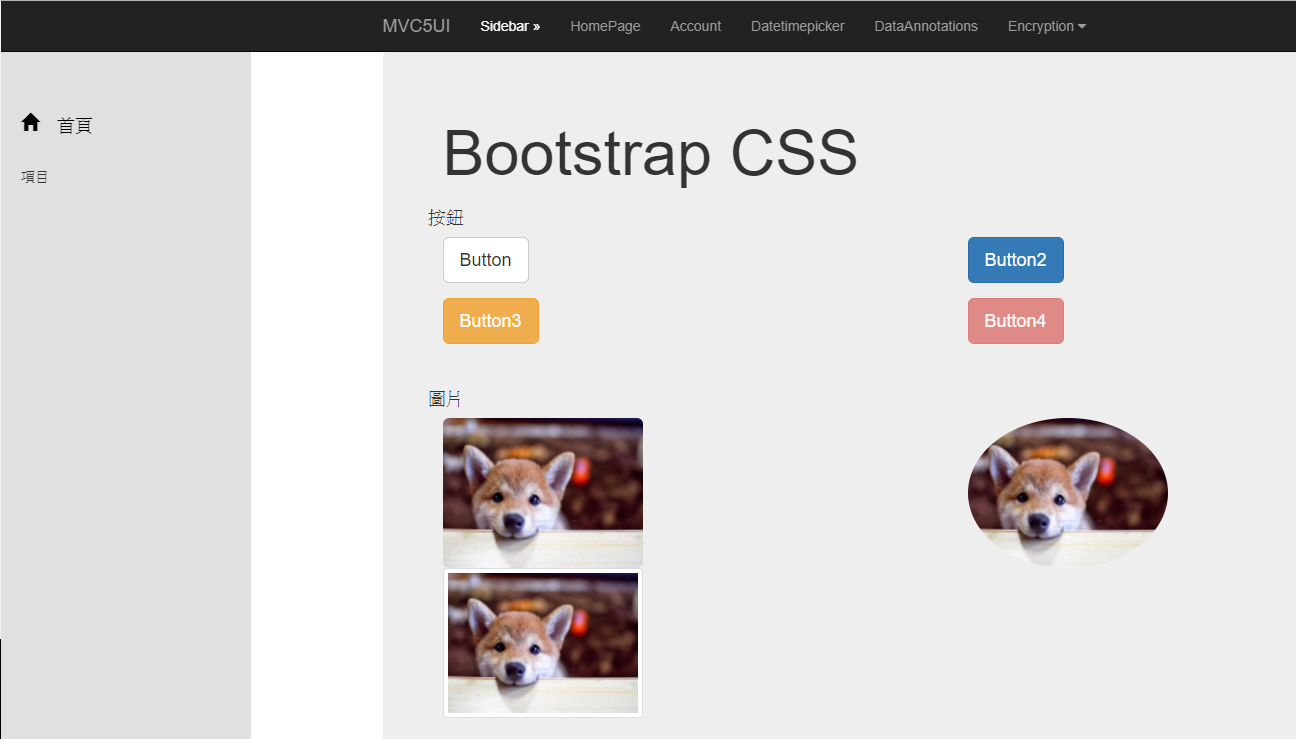 MVC5UI Sidebar » HomePage Account Datetimepicker DataAnnotations Encryption
首頁
項目
Bootstrap CSS
按鈕
Button Button2
Button3 Button4
圖片